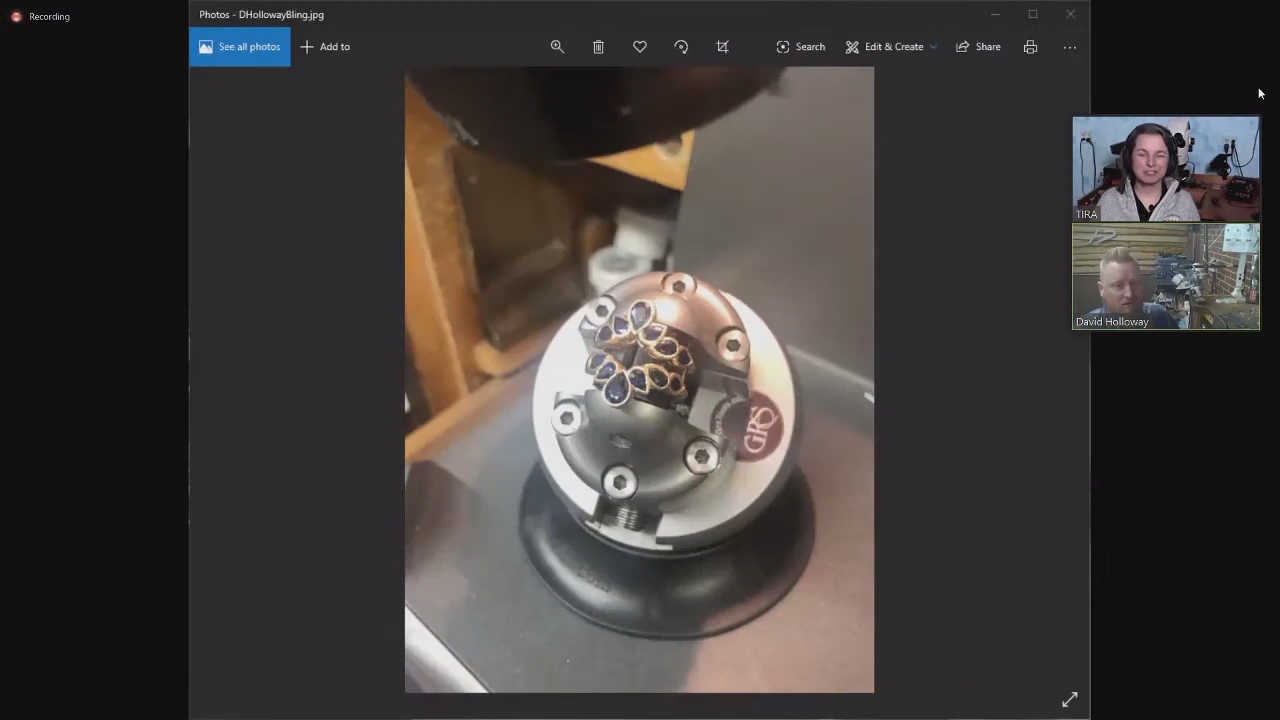 Recording
Photos - DHollowayBling.jpg
See all photos
Add to
Search
Edit & Create
Share
TIRA
David Holloway
GRS